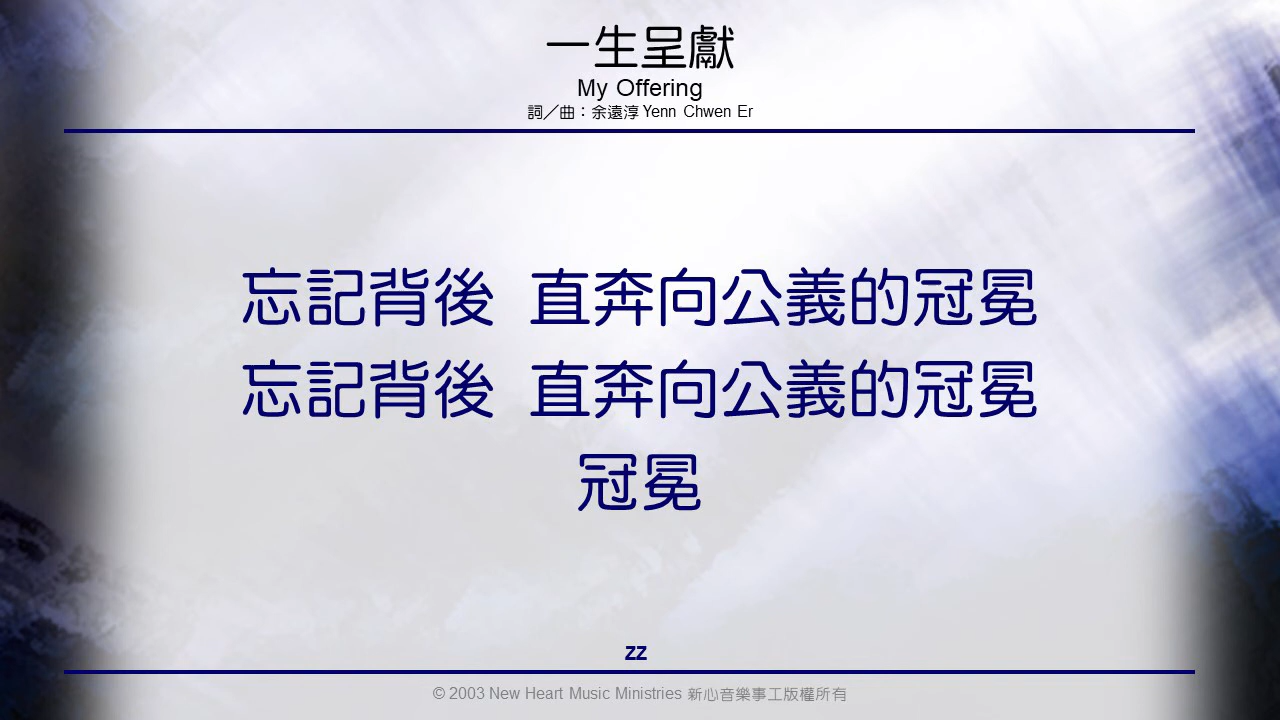 一生呈獻
My Offering
詞／曲：余遠淳 Yenn Chwen Er
忘記背後 直奔向公義的冠冕
忘記背後 直奔向公義的冠冕
冠冕
zz
© 2003 New Heart Music Ministries 新心音樂事工版權所有